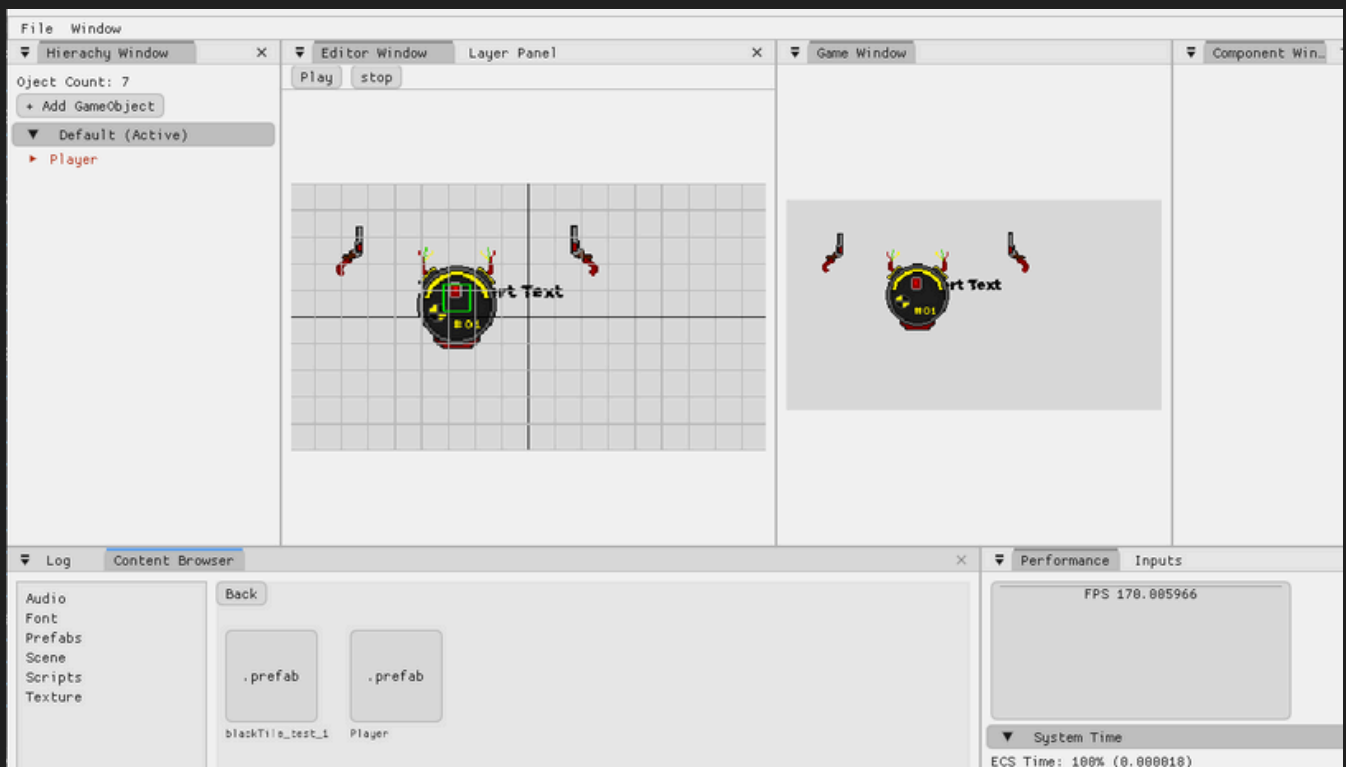 File Window
Hierachy Window
Editor Window Layer Panel
Game Window
Component Win…
Oject Count: 7
+ Add GameObject
Default (Active)
Player
Play stop
rt Text
#01
rt Text
#01
Log Content Browser
Audio
Font
Prefabs
Scene
Scripts
Texture
Back
.prefab .prefab
blackTile_test_1 Player
Performance Inputs
FPS 170.005966
System Time
ECS Time: 100% (0.000018)